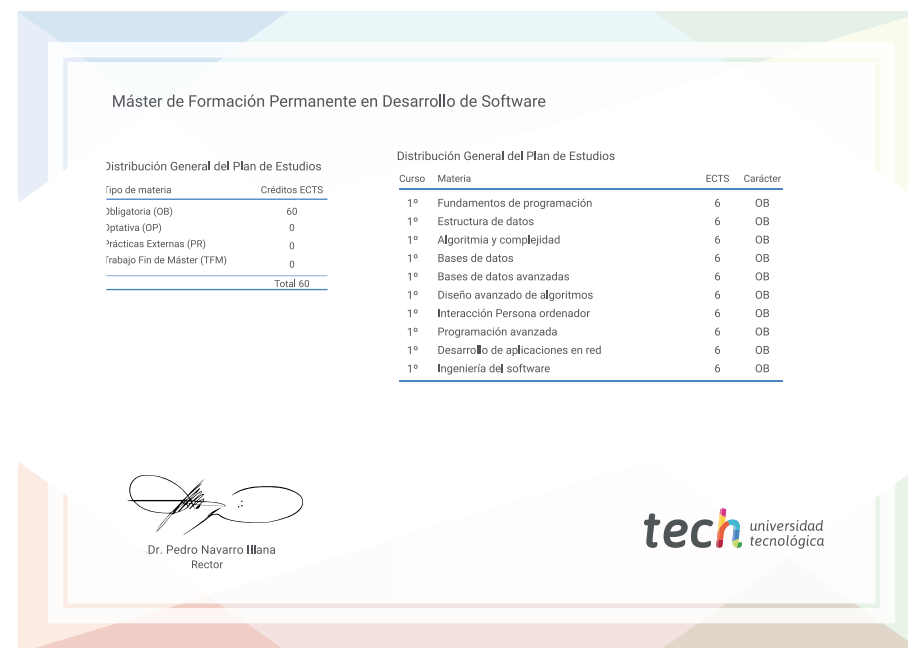 Máster de Formación Permanente en Desarrollo de Software
Distribución General del Plan de Estudios
Tipo de materia Créditos ECTS
Obligatoria (OB) 60
Optativa (OP) 0
Prácticas Externas (PR) 0
Trabajo Fin de Máster (TFM) 0
Total 60
Distribución General del Plan de Estudios
Curso Materia ECTS Carácter
1º Fundamentos de programación 6 OB
1º Estructura de datos 6 OB
1º Algoritmia y complejidad 6 OB
1º Bases de datos 6 OB
1º Bases de datos avanzadas 6 OB
1º Diseño avanzado de algoritmos 6 OB
1º Interacción Persona ordenador 6 OB
1º Programación avanzada 6 OB
1º Desarrollo de aplicaciones en red 6 OB
1º Ingeniería del software 6 OB
Dr. Pedro Navarro Illana
Rector
tech universidad
tecnológica